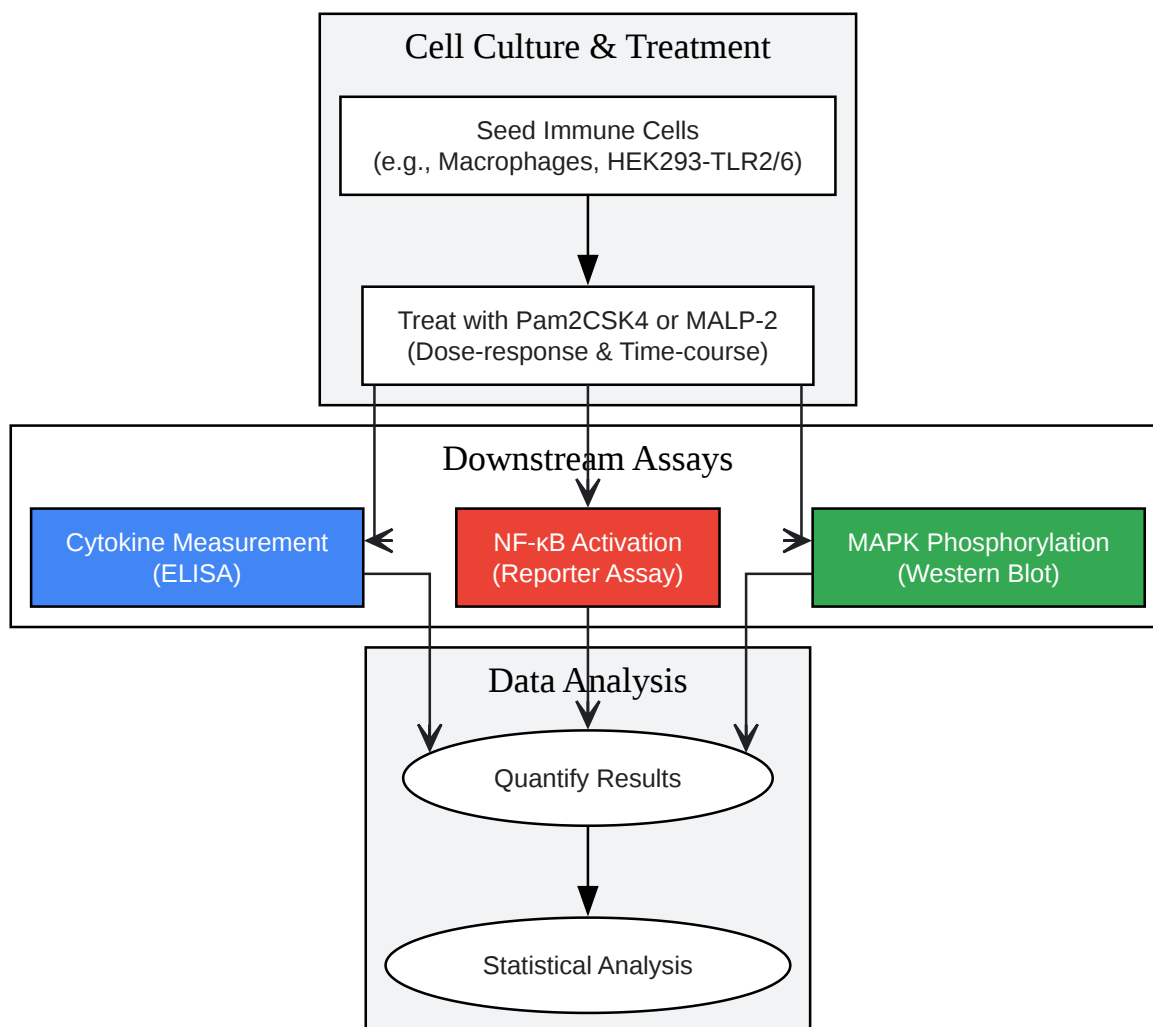 Cell Culture & Treatment
Seed Immune Cells
(e.g., Macrophages, HEK293-TLR2/6)
Treat with Pam2CSK4 or MALP-2
(Dose-response & Time-course)
Downstream Assays
Cytokine Measurement
(ELISA)
NF-κB Activation
(Reporter Assay)
MAPK Phosphorylation
(Western Blot)
Data Analysis
Quantify Results
Statistical Analysis